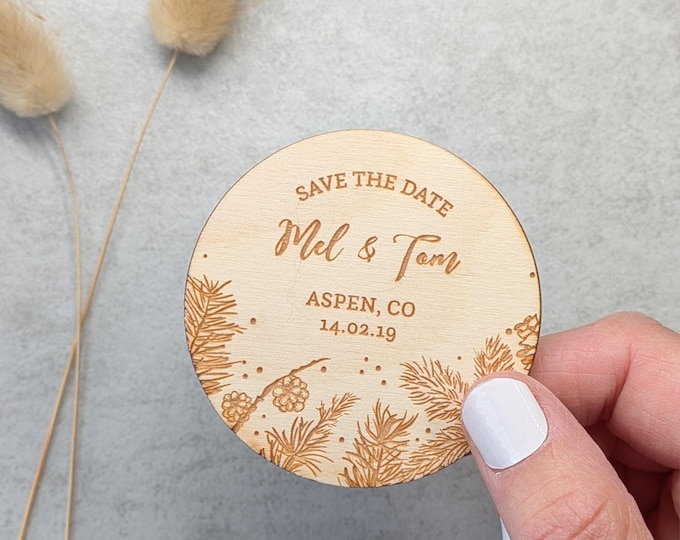 SAVE THE DATE
Mel & Tom
ASPEN, CO
14.02.19